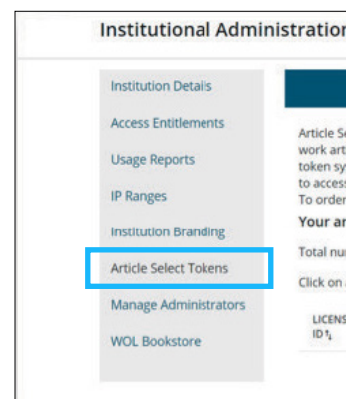 Institutional Administration
Institution Details
Access Entitlements
Usage Reports
IP Ranges
Institution Branding
Article Select Tokens
Manage Administrators
WOL Bookstore
Article Se
work art
token sy
to access
To order
Your ar
Total nu
Click on
LICENS
ID